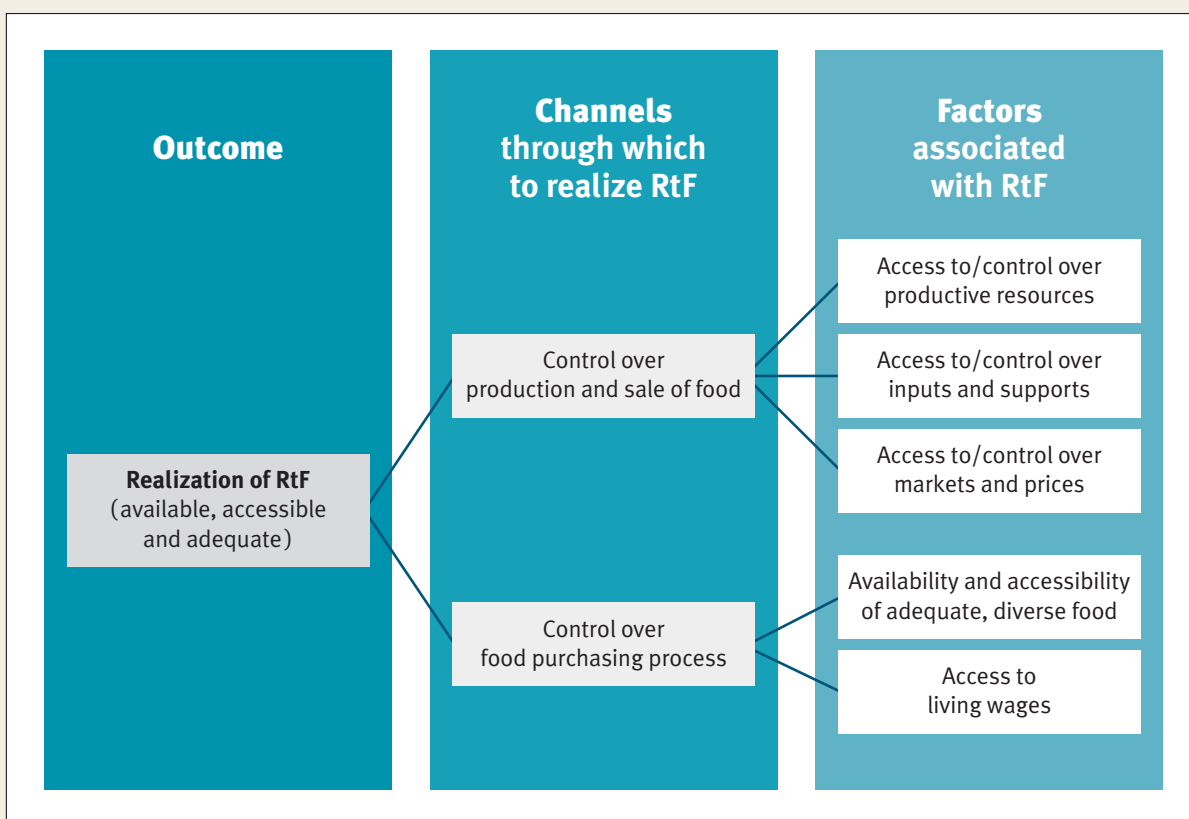 Outcome
Channels
through which
to realize RtF
Factors
associated
with RtF
Realization of RtF
(available, accessible
and adequate)
Control over
production and sale of food
Control over
food purchasing process
Access to/control over
productive resources
Access to/control over
inputs and supports
Access to/control over
markets and prices
Availability and accessibility
of adequate, diverse food
Access to
living wages